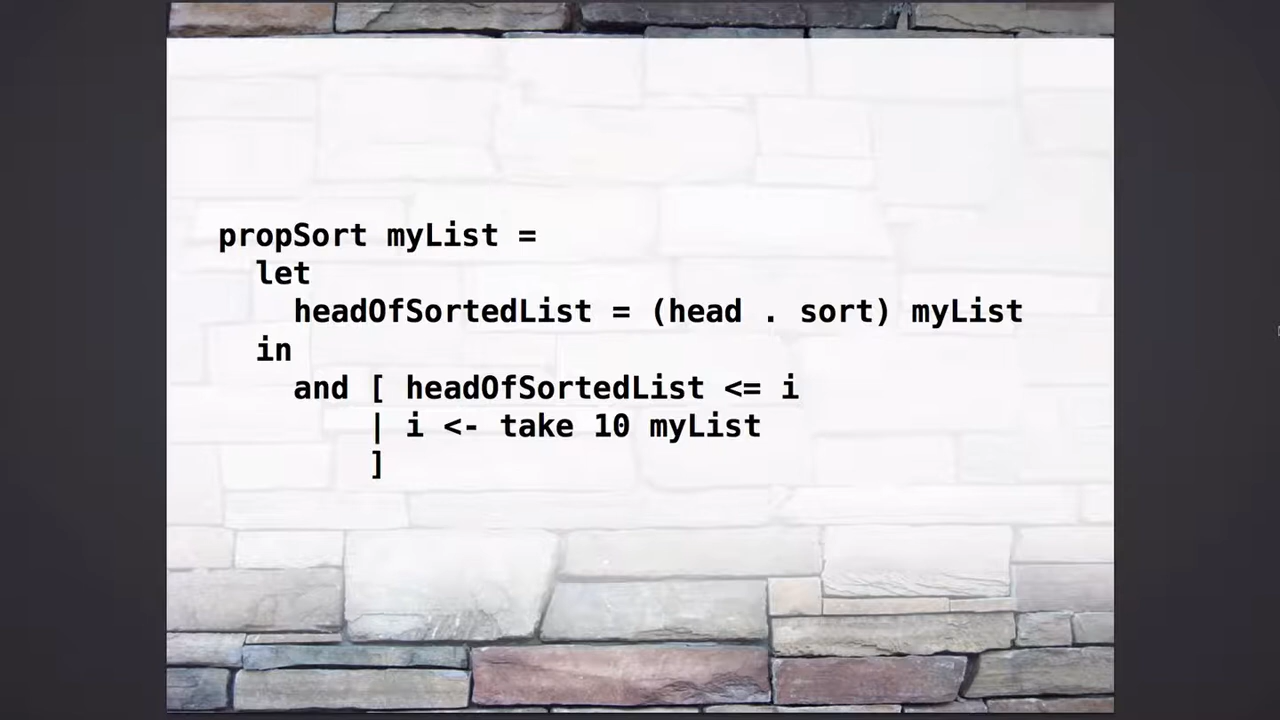 propSort myList =
  let
    headOfSortedList = (head . sort) myList
  in
    and [ headOfSortedList <= i
        | i <- take 10 myList
        ]